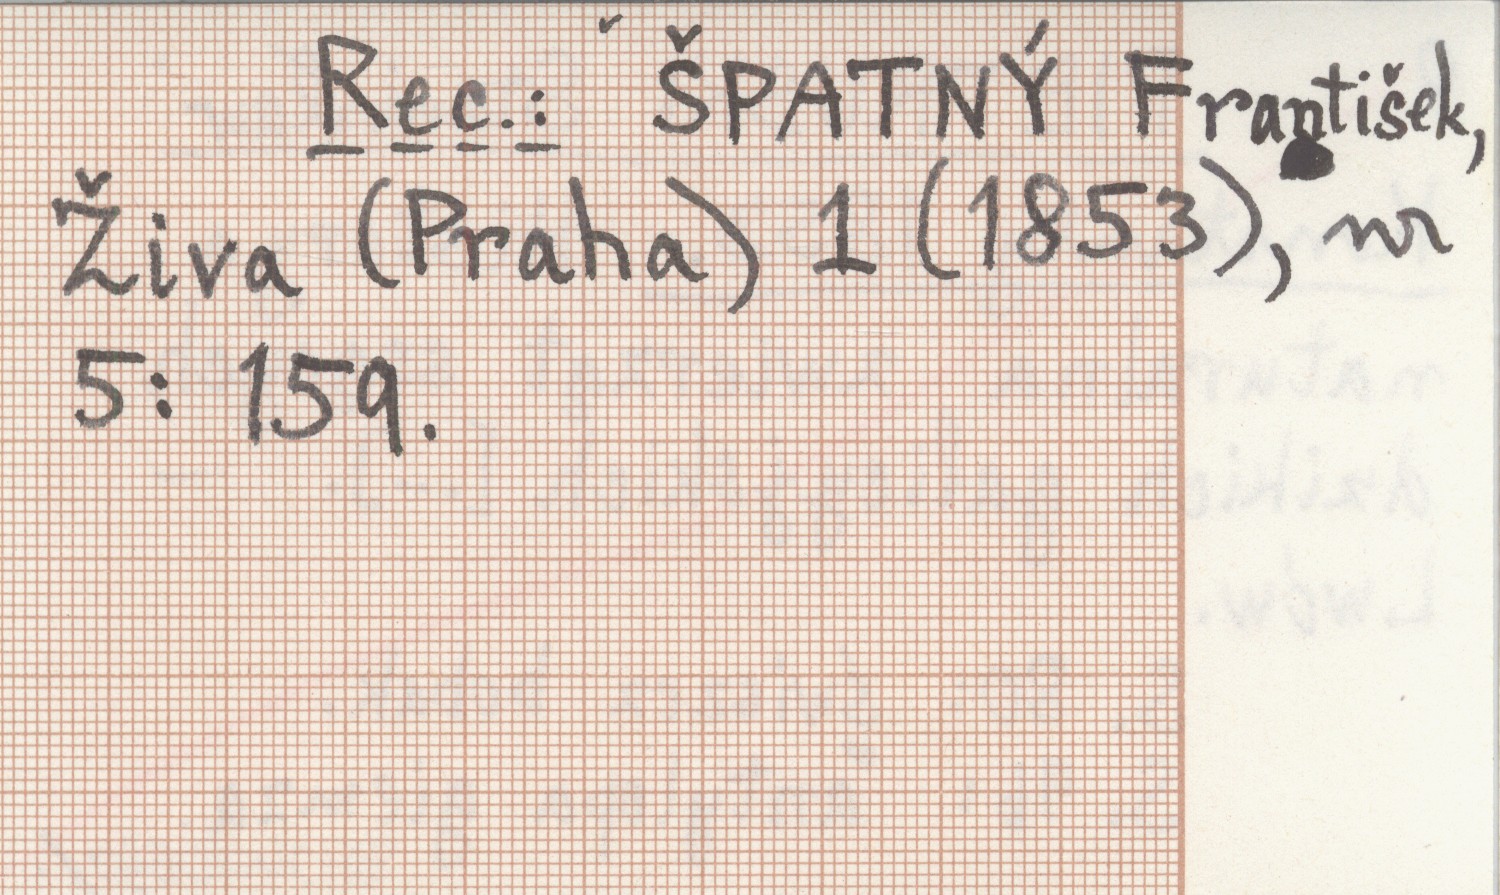 Rec.: ŠPATNÝ František,
Živa (Praha) 1 (1853), nr
5: 159.